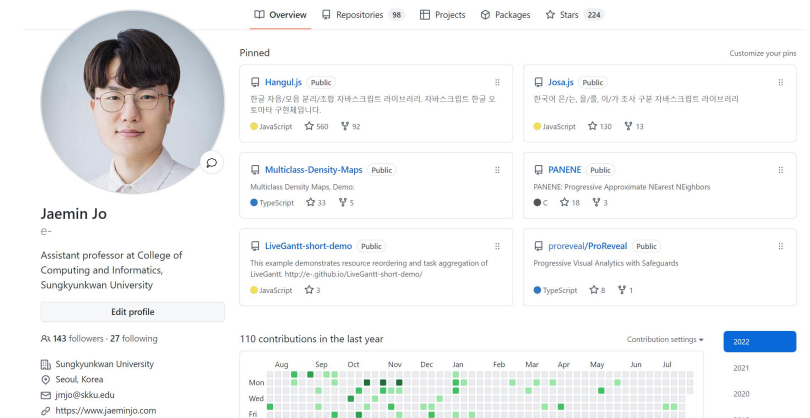 Overview Repositories 98 Projects Packages Stars 224
Pinned
Customize your pins
Hangul.js Public
한글 자음/모음 분리/조합 자바스크립트 라이브러리. 자바스크립트 한글 오
토마타 구현체입니다.
JavaScript 560 92
Josa.js Public
한국어 은/는, 을/를, 이/가 조사 구분 자바스크립트 라이브러리
JavaScript 130 13
Multiclass-Density-Maps Public
Multiclass Density Maps, Demo:
TypeScript 33 5
PANENE Public
PANENE: Progressive Approximate NEarest NEighbors
C 18 3
LiveGantt-short-demo Public
This example demonstrates resource reordering and task aggregation of
LiveGantt. http://e-.github.io/LiveGantt-short-demo/
JavaScript 3
proreveal/ProReveal Public
Progressive Visual Analytics with Safeguards
TypeScript 8 1
Jaemin Jo
e-
Assistant professor at College of
Computing and Informatics,
Sungkyunkwan University
Edit profile
143 followers · 27 following
Sungkyunkwan University
Seoul, Korea
jmjo@skku.edu
https://www.jaeminjo.com
110 contributions in the last year
Contribution settings
Aug Sep Oct Nov Dec Jan Feb Mar Apr May Jun Jul
Mon
Wed
Fri
2022
2021
2020